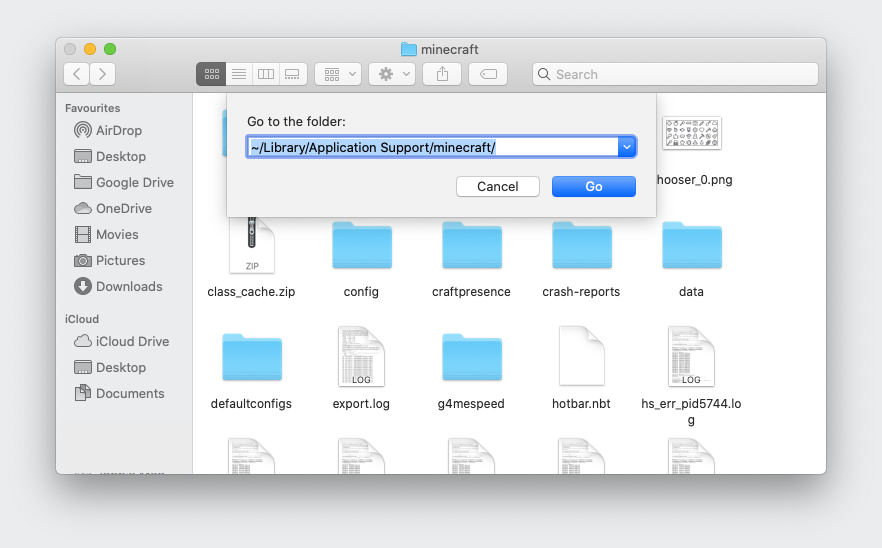 minecraft
Search
Favourites
AirDrop
Desktop
Google Drive
OneDrive
Movies
Pictures
Downloads
iCloud
iCloud Drive
Desktop
Documents
Go to the folder:
~/Library/Application Support/minecraft/
Cancel
Go
hooser_0.png
ZIP
class_cache.zip
config
craftpresence
crash-reports
data
LOG
LOG
defaultconfigs
export.log
g4mespeed
hotbar.nbt
hs_err_pid5744.lo
g